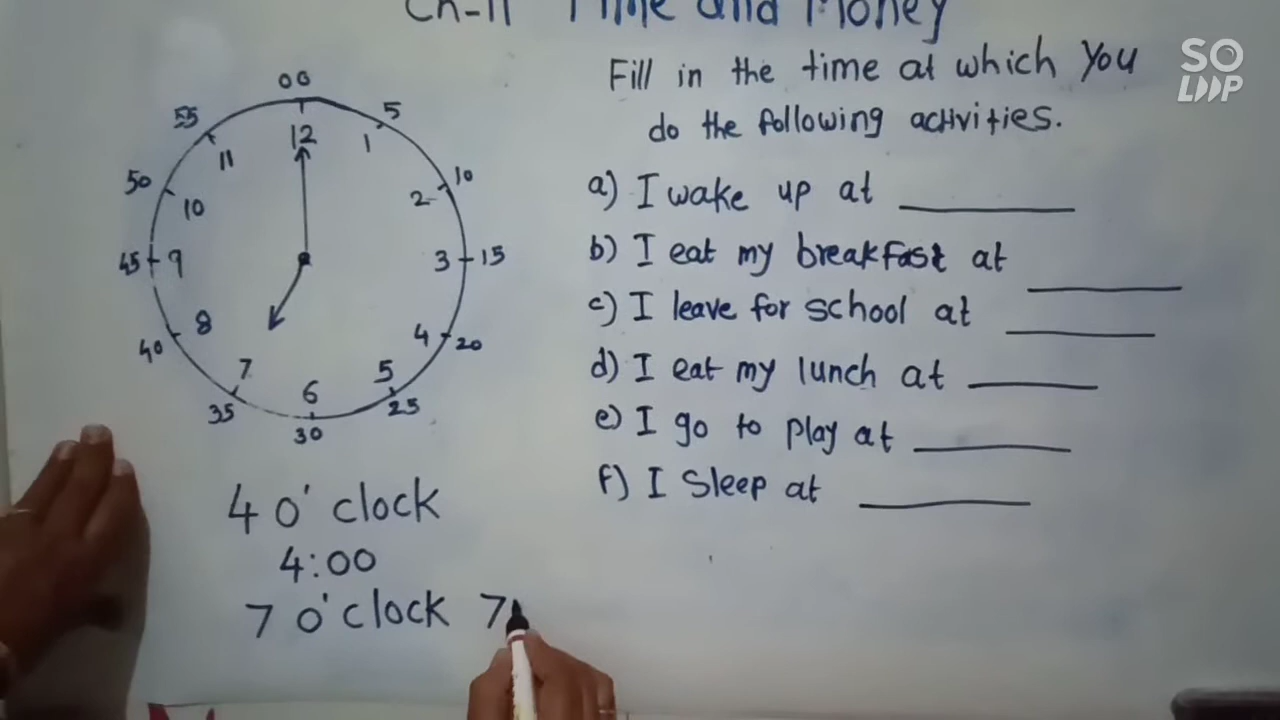 Ch-11 Time and Money
Fill in the time at which You
do the following activities.
a) I wake up at
b) I eat my breakfast at
c) I leave for school at
d) I eat my lunch at
e) I go to play at
f) I Sleep at
00
55 5
12
11 1
50 10
10 2
45 9 3 15
8 4
40 20
7 5
35 6 25
30
4 O' clock
4:00
7 O' clock 7
SO
LOOP